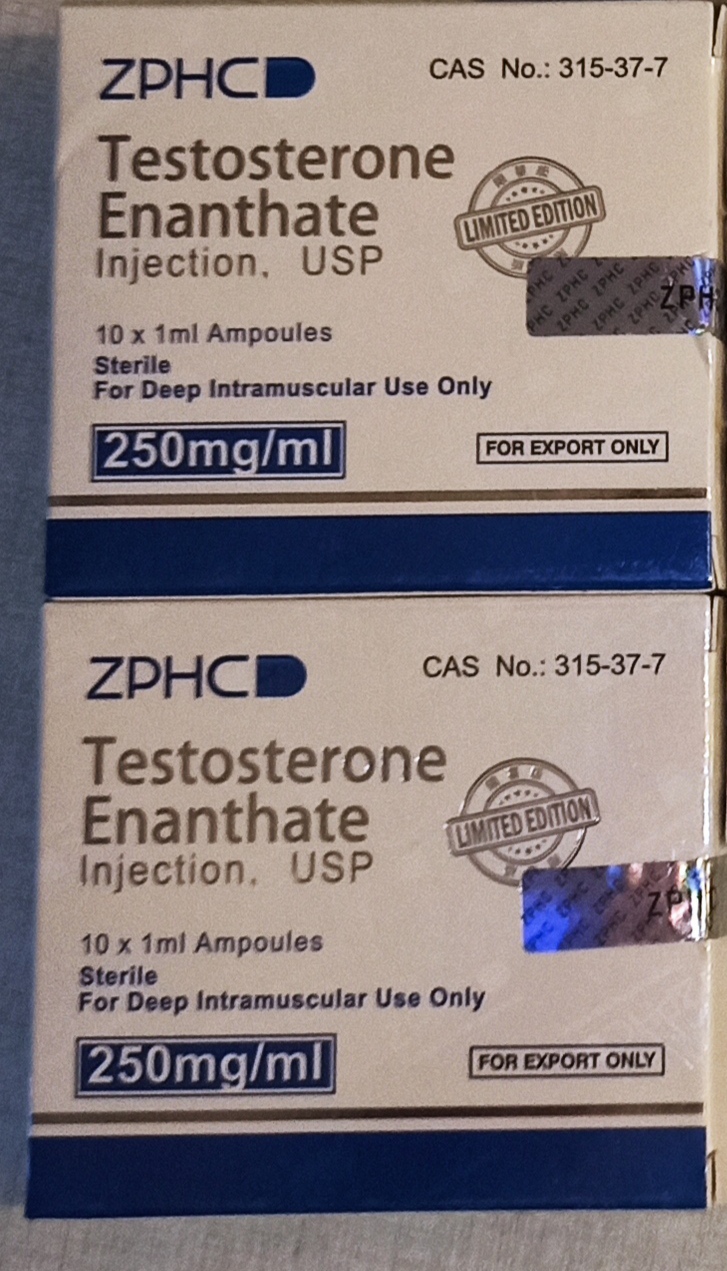 ZPHC
CAS No.: 315-37-7
Testosterone
Enanthate
Injection, USP
LIMITED EDITION
10 x 1ml Ampoules
Sterile
For Deep Intramuscular Use Only
250mg/ml
FOR EXPORT ONLY
ZPHC
CAS No.: 315-37-7
Testosterone
Enanthate
Injection, USP
LIMITED EDITION
10 x 1ml Ampoules
Sterile
For Deep Intramuscular Use Only
250mg/ml
FOR EXPORT ONLY